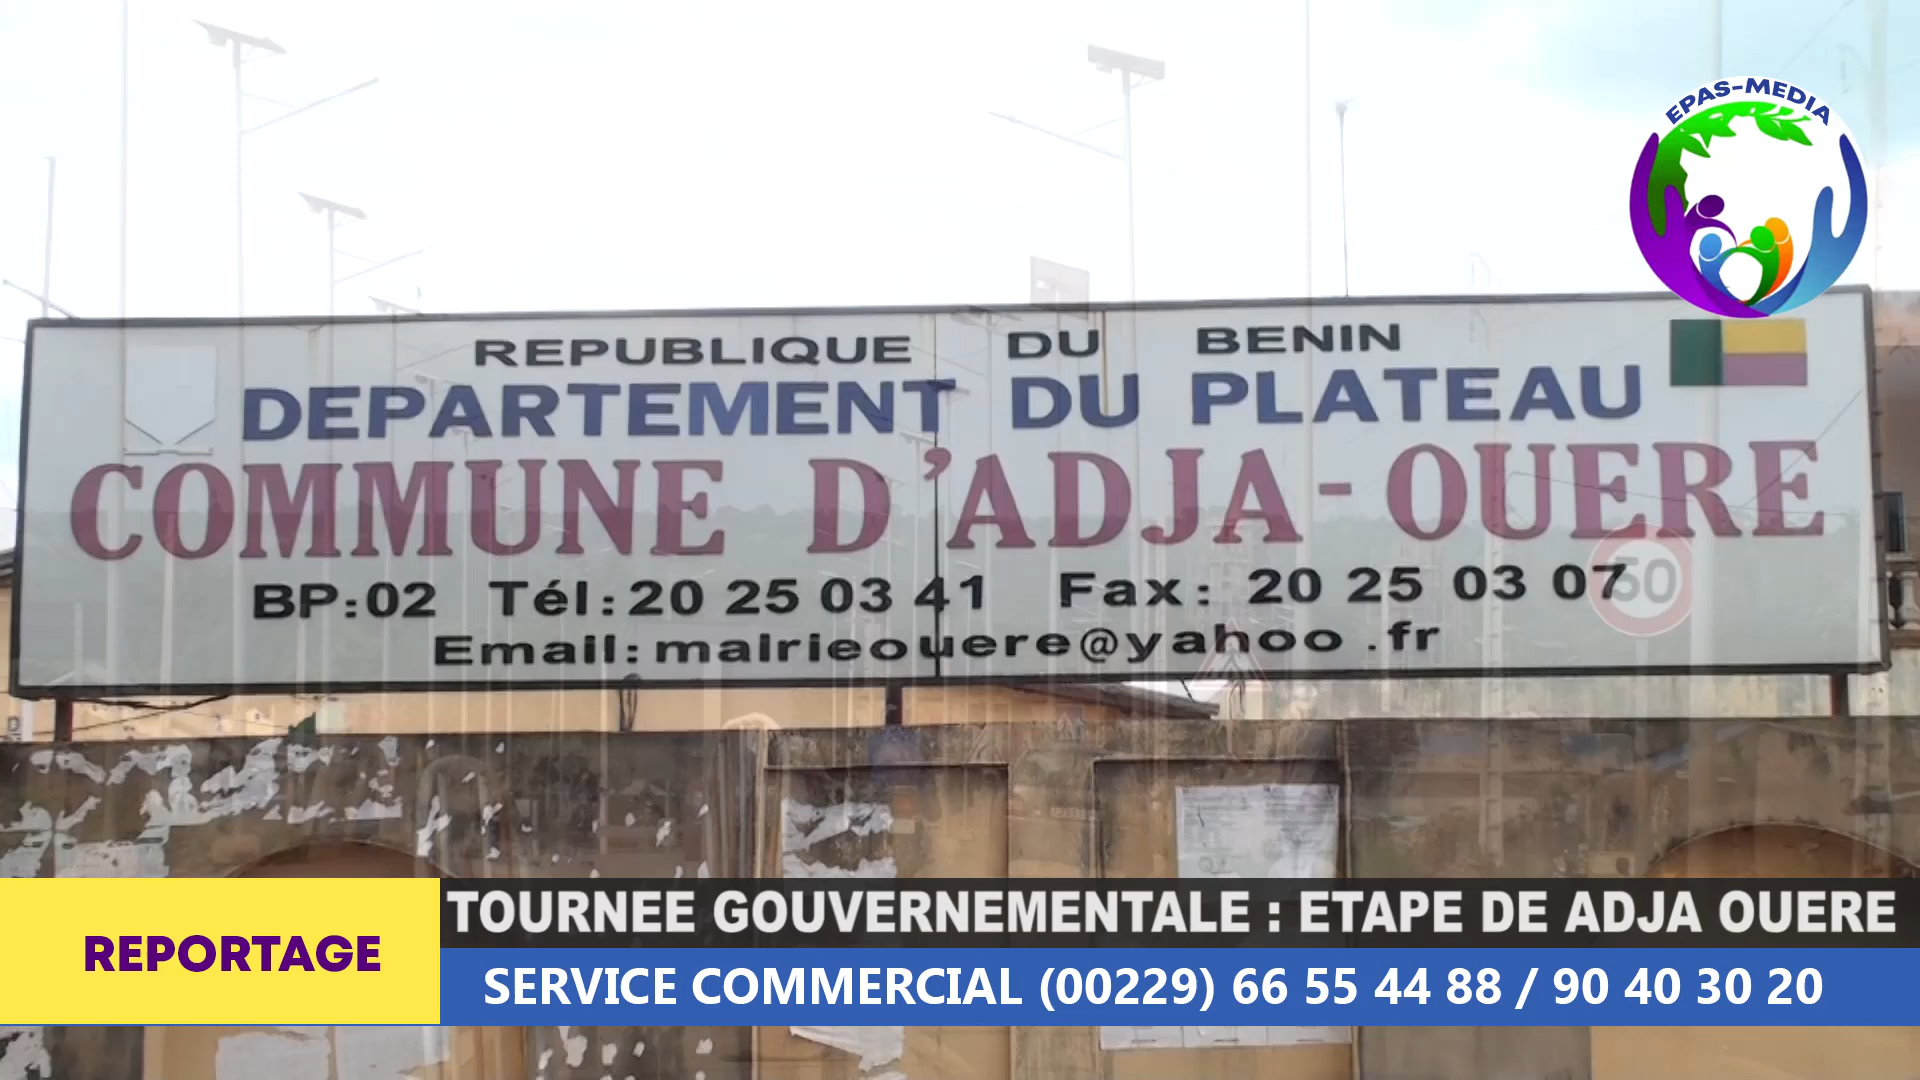 EPAS-MEDIA
REPUBLIQUE DU BENIN
DEPARTEMENT DU PLATEAU
COMMUNE D'ADJA-OUERE
BP:02 Tél:20 25 03 41 Fax: 20 25 03 07
Email:mairieouere@yahoo .fr
TOURNEE GOUVERNEMENTALE : ETAPE DE ADJA OUERE
REPORTAGE
SERVICE COMMERCIAL (00229) 66 55 44 88 / 90 40 30 20